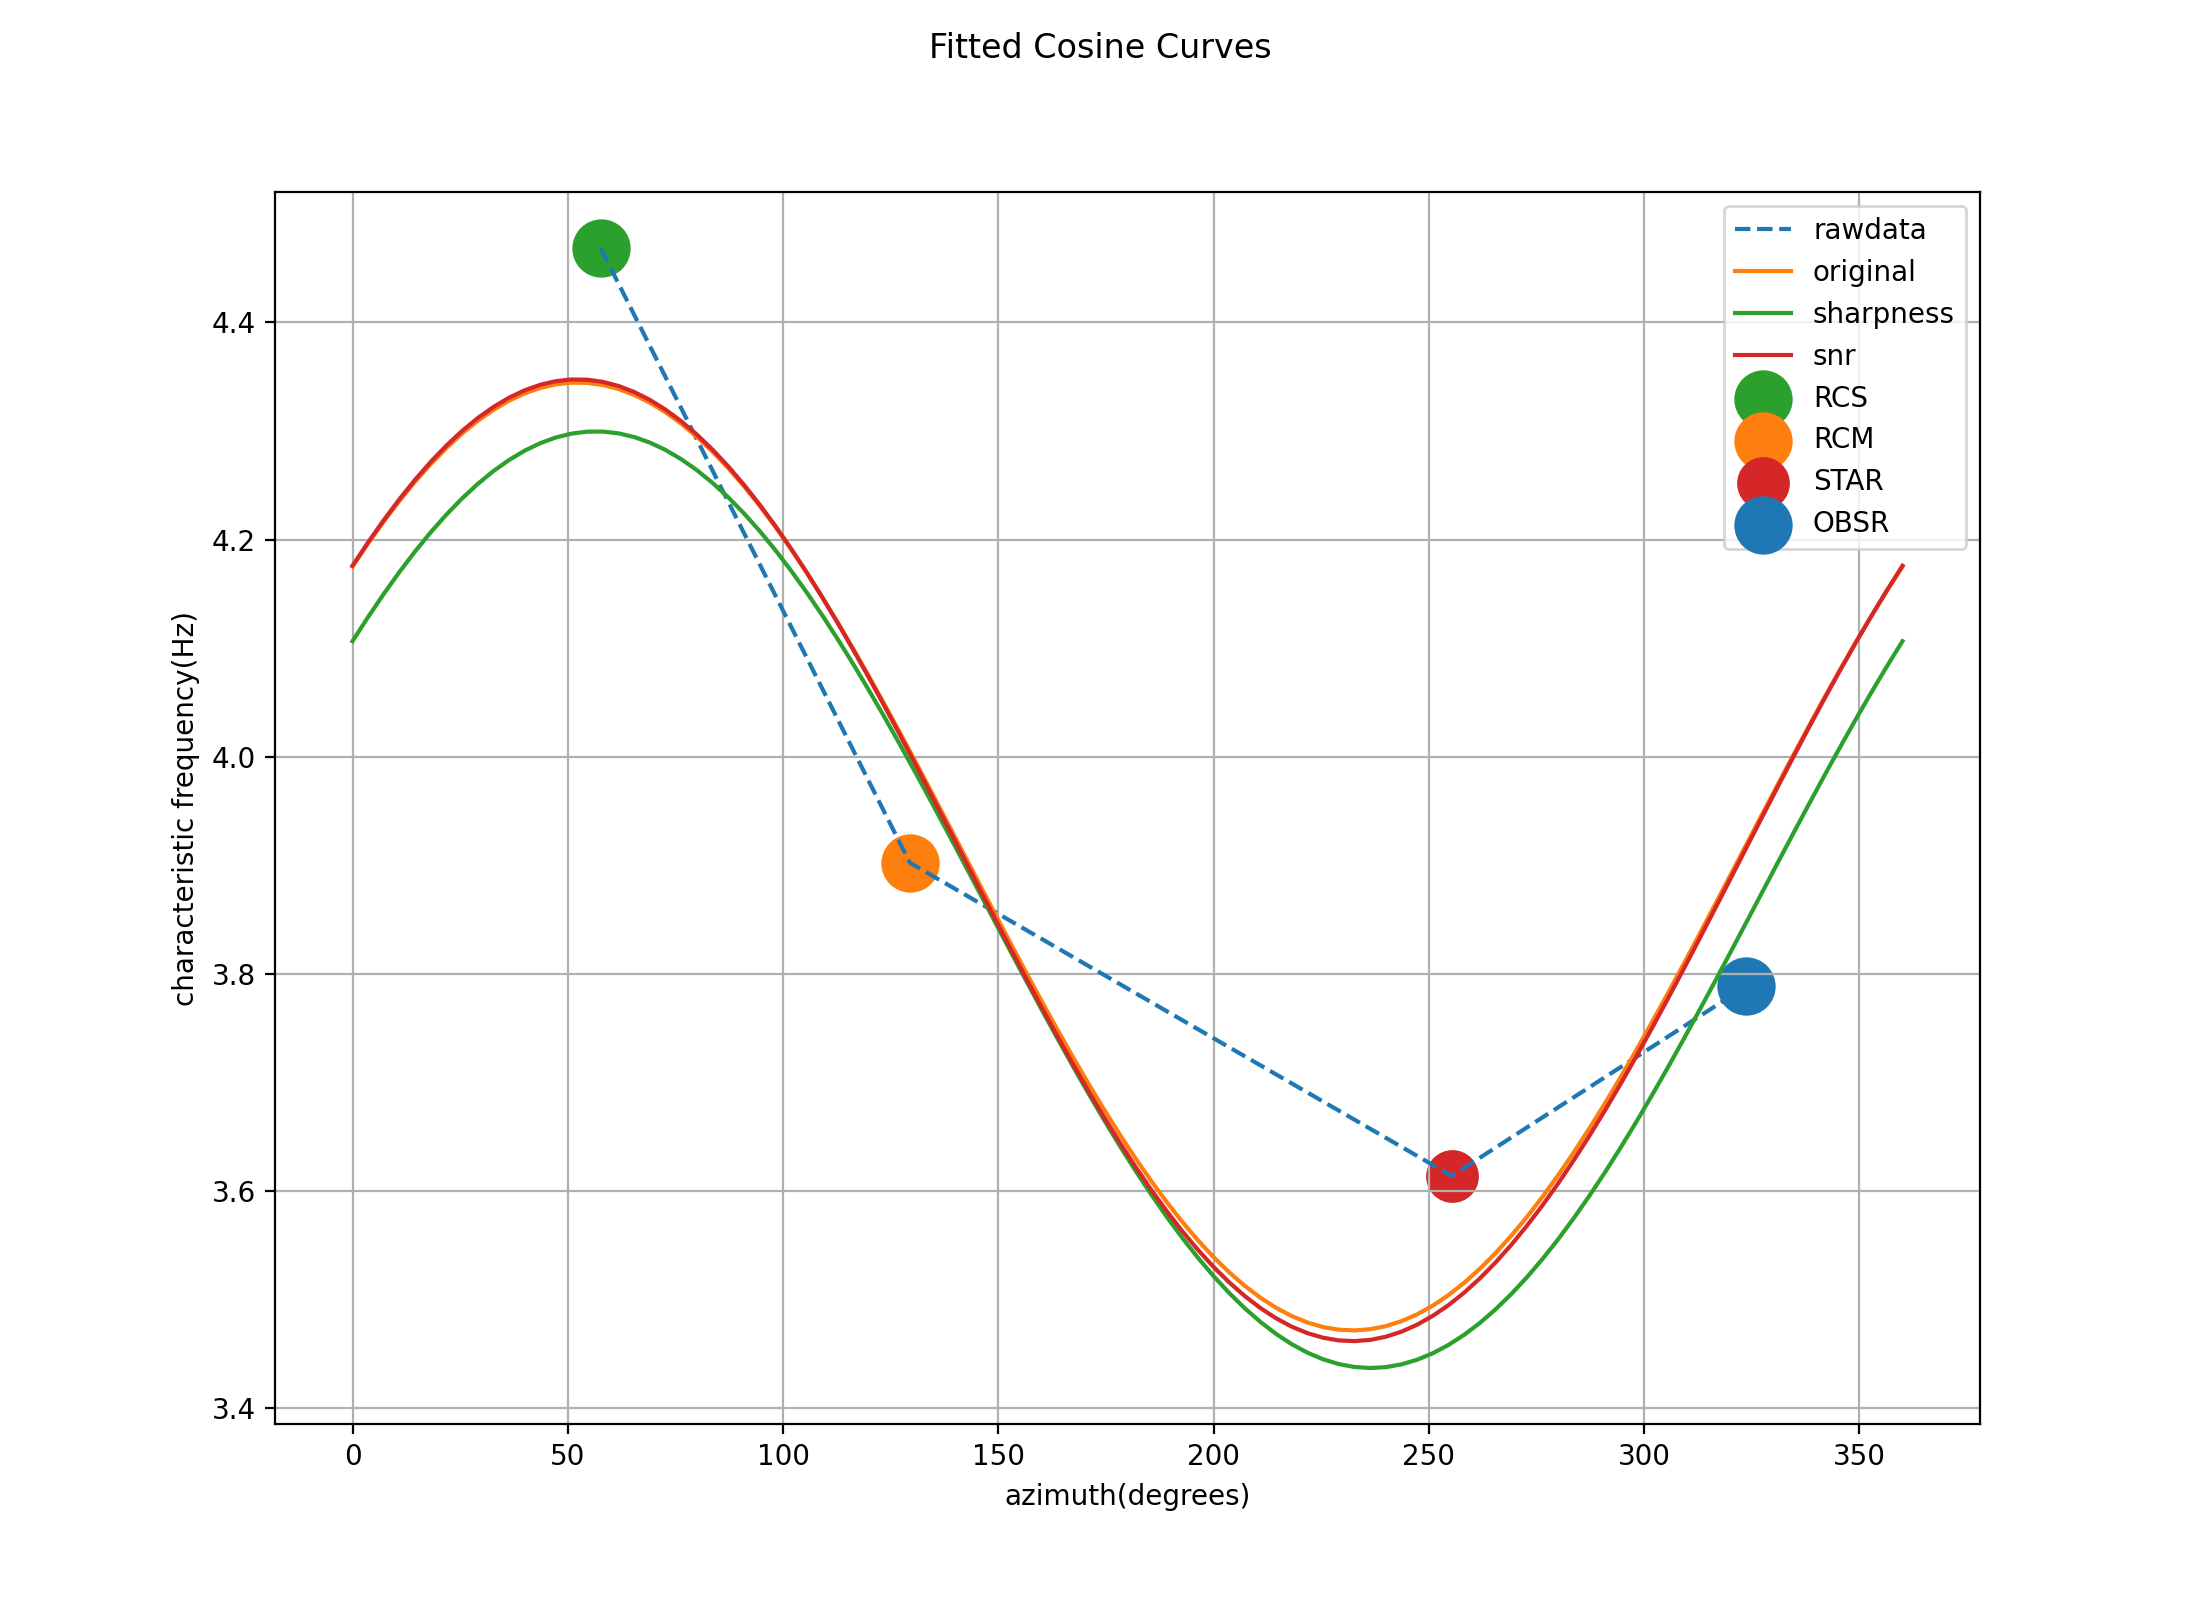 Fitted Cosine Curves
rawdata
original
sharpness
snr
RCS
RCM
STAR
OBSR
4.4
4.2
4.0
3.8
3.6
3.4
characteristic frequency(Hz)
0 50 100 150 200 250 300 350
azimuth(degrees)